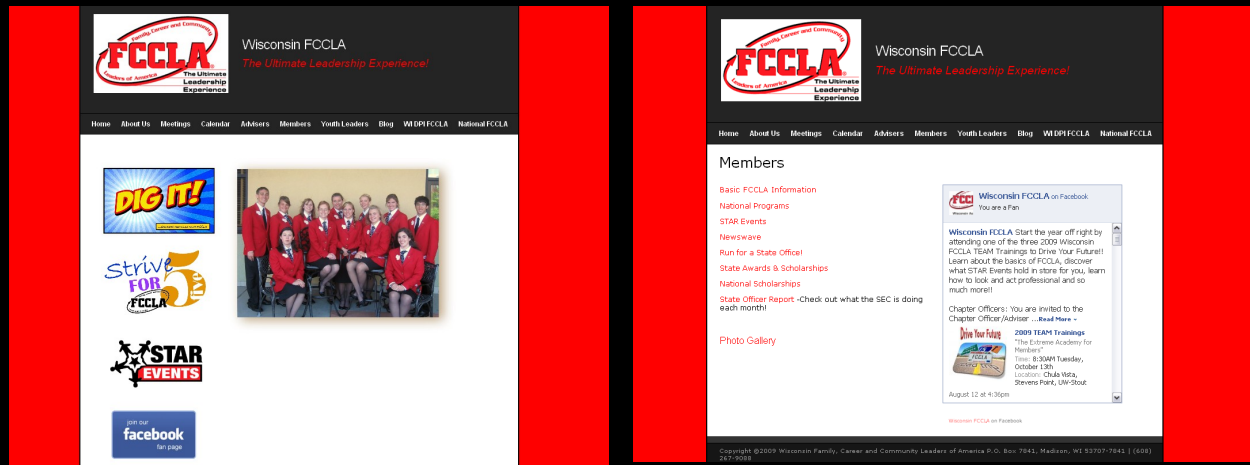 Family, Career and Community
FCCLA
Leaders of America
The Ultimate
Leadership
Experience
Wisconsin FCCLA
The Ultimate Leadership Experience!
Home About Us Meetings Calendar Advisers Members Youth Leaders Blog WI DPI FCCLA National FCCLA
DIG IT!
Strive
FOR 5
FCCLA
STAR
EVENTS
join our
facebook
fan page
Family, Career and Community
FCCLA
Leaders of America
The Ultimate
Leadership
Experience
Wisconsin FCCLA
The Ultimate Leadership Experience!
Home About Us Meetings Calendar Advisers Members Youth Leaders Blog WI DPI FCCLA National FCCLA
Members
Basic FCCLA Information
National Programs
STAR Events
Newswave
Run for a State Office!
State Awards & Scholarships
National Scholarships
State Officer Report -Check out what the SEC is doing
each month!
Photo Gallery
Wisconsin FCCLA on Facebook
You are a Fan
Wisconsin FCCLA Start the year off right by
attending one of the three 2009 Wisconsin
FCCLA TEAM Trainings to Drive Your Future!!
Learn about the basics of FCCLA, discover
what STAR Events hold in store for you, learn
how to look and act professional and so
much more!!
Chapter Officers: You are invited to the
Chapter Officer/Adviser ...Read More ~
Drive Your Future
2009 TEAM Trainings
"The Extreme Academy for
Members"
Time: 8:30AM Tuesday,
October 13th
Location: Chula Vista,
Stevens Point, UW-Stout
August 12 at 4:36pm
Wisconsin FCCLA on Facebook
Copyright @2009 Wisconsin Family, Career and Community Leaders of America P.O. Box 7841, Madison, WI 53707-7841 | (608)
267-9088